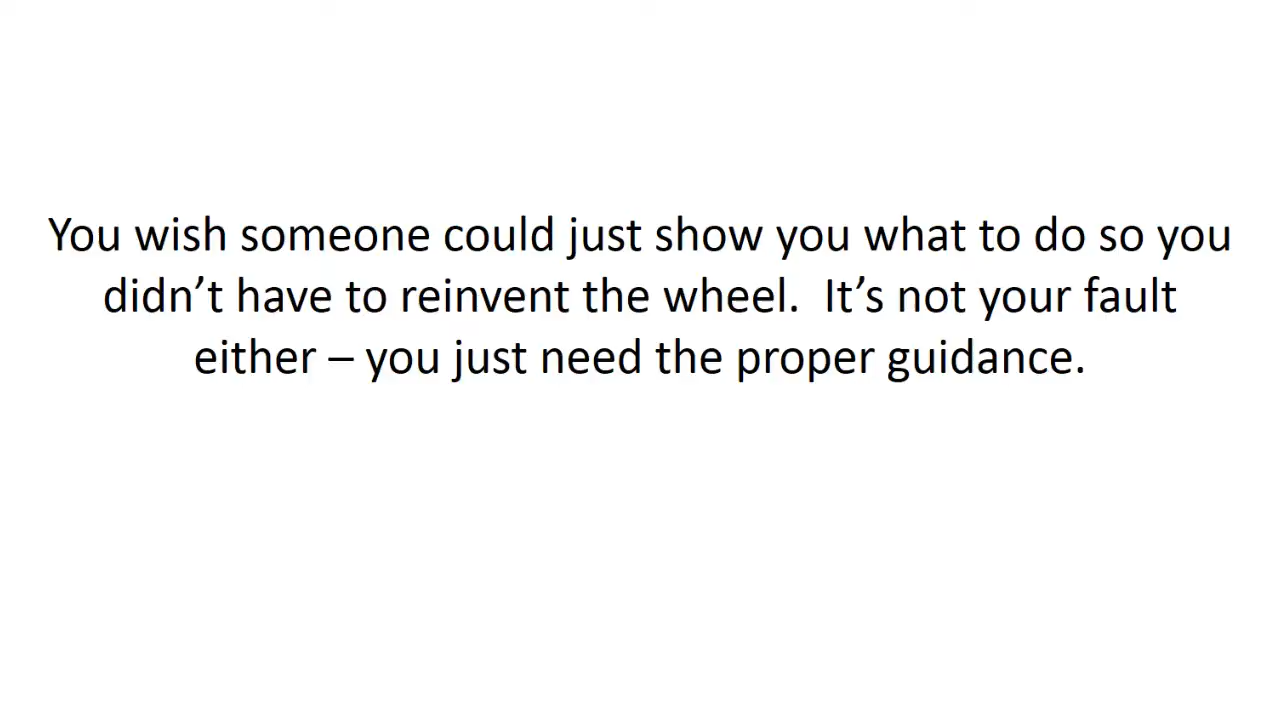 You wish someone could just show you what to do so you
didn’t have to reinvent the wheel.  It’s not your fault
either – you just need the proper guidance.